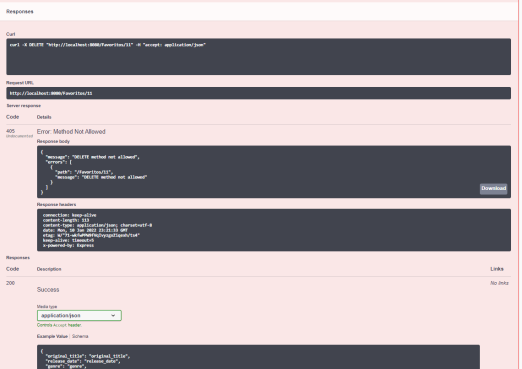 Responses
Curl
curl -X DELETE "http://localhost:8080/Favorites/11" -H "accept: application/json"
Request URL
http://localhost:8080/Favorites/11
Server response
Code Details
405 Error: Method Not Allowed
Undocumented
Response body
{
"message": "DELETE method not allowed",
"errors": [
{
"path": "/Favorites/11",
"message": "DELETE method not allowed"
}
]
}
Download
Response headers
connection: keep-alive
content-length: 113
content-type: application/json; charset=utf-8
date: Mon, 10 Jan 2022 23:31:33 GMT
etag:
keep-alive: timeout=5
x-powered-by: Express
Responses
Code Description Links
200 Success No links
Media type
application/json
Controls Accept header.
Example Value | Schema
{
"original_title": "original_title",
"release_date": "release_date",
"genre": "genre",